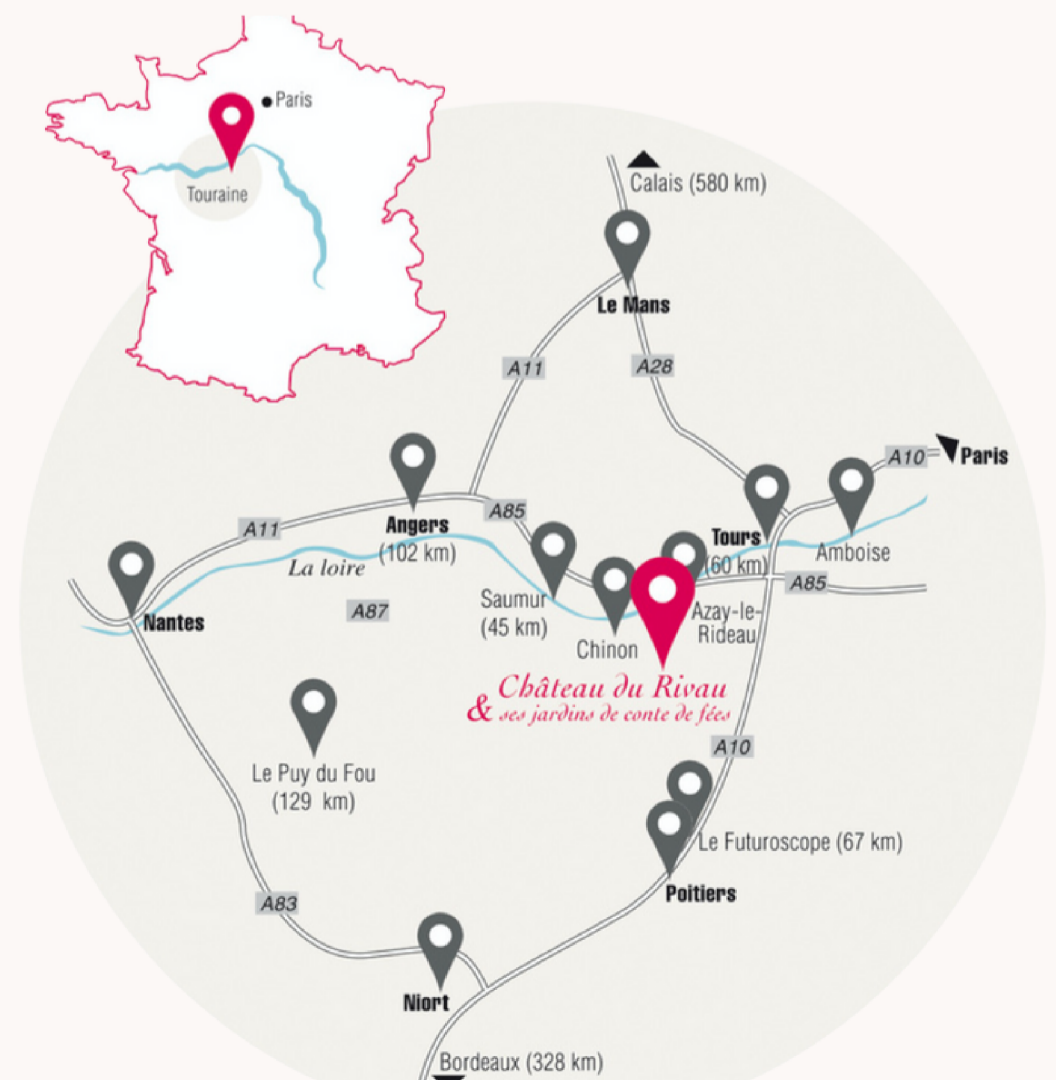 Paris
Touraine
Calais (580 km)
Le Mans
A11
A28
A10
Paris
A85
A11
Angers
(102 km)
Tours
(60 km)
Amboise
La loire
A85
Saumur
(45 km)
A87
Nantes
Azay-le-
Rideau
Chinon
Château du Rivau
& ses jardins de conte de fées
A10
Le Puy du Fou
(129 km)
Le Futuroscope (67 km)
Poitiers
A83
Niort
Bordeaux (328 km)